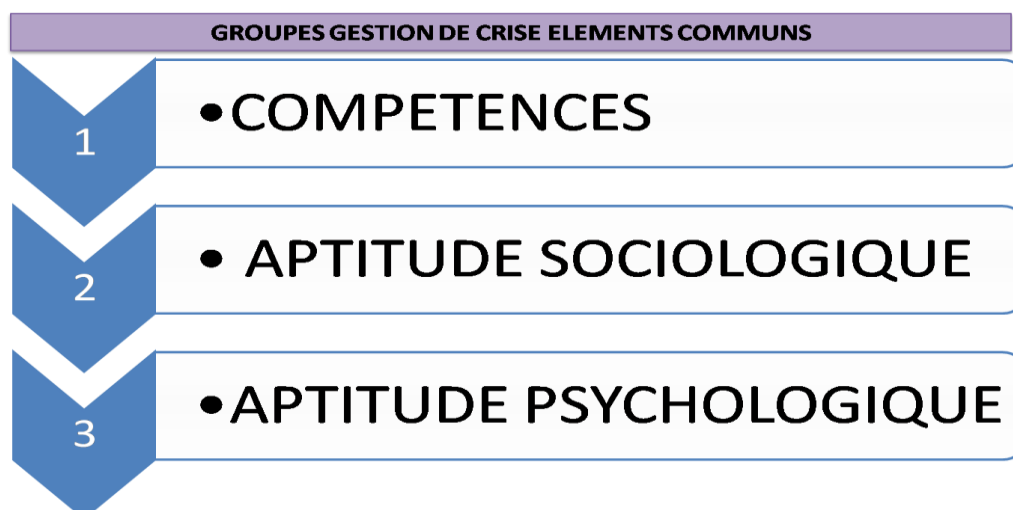 GROUPES GESTION DE CRISE ELEMENTS COMMUNS
1
•COMPETENCES
2
• APTITUDE SOCIOLOGIQUE
3
•APTITUDE PSYCHOLOGIQUE